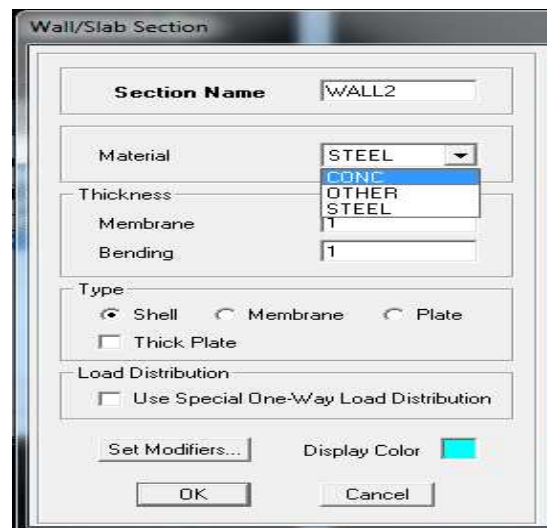 Wall/Slab Section
Section Name WALL2
Material STEEL
CONC
OTHER
STEEL
Thickness
Membrane 1
Bending 1
Type
Shell Membrane Plate
Thick Plate
Load Distribution
Use Special One-Way Load Distribution
Set Modifiers... Display Color
OK Cancel